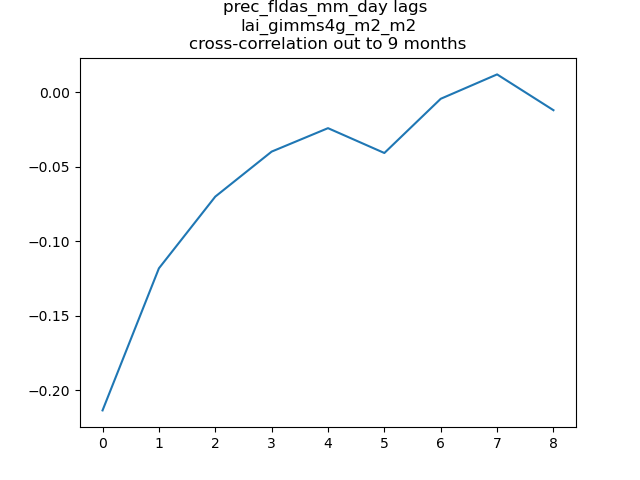 prec_fldas_mm_day lags
lai_gimms4g_m2_m2
cross-correlation out to 9 months
0.00
−0.05
−0.10
−0.15
−0.20
0 1 2 3 4 5 6 7 8